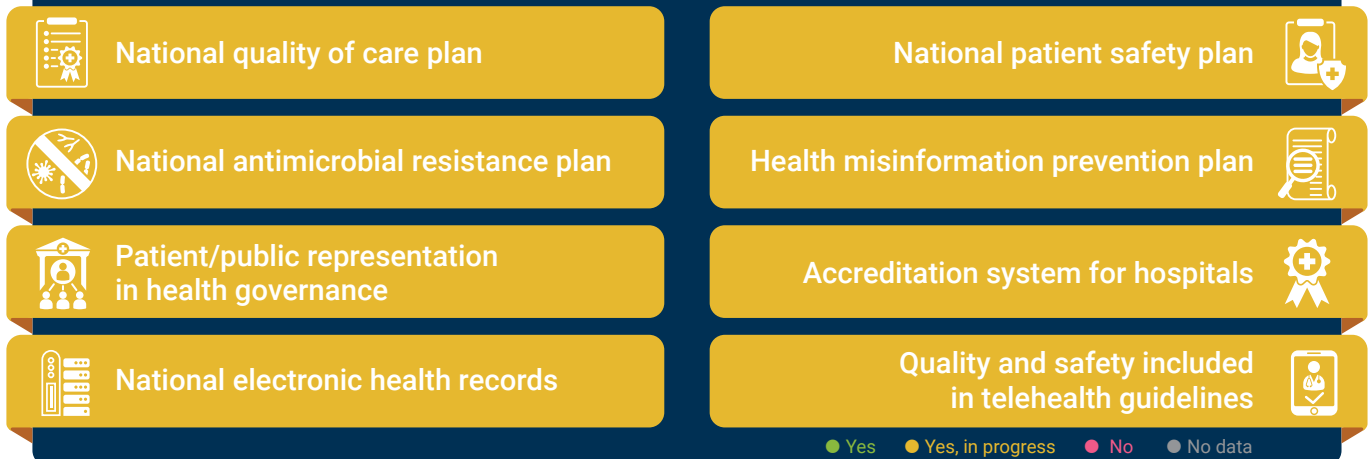 National quality of care plan
National patient safety plan
National antimicrobial resistance plan
Health misinformation prevention plan
Patient/public representation
in health governance
Accreditation system for hospitals
National electronic health records
Quality and safety included
in telehealth guidelines
Yes
Yes, in progress
No
No data